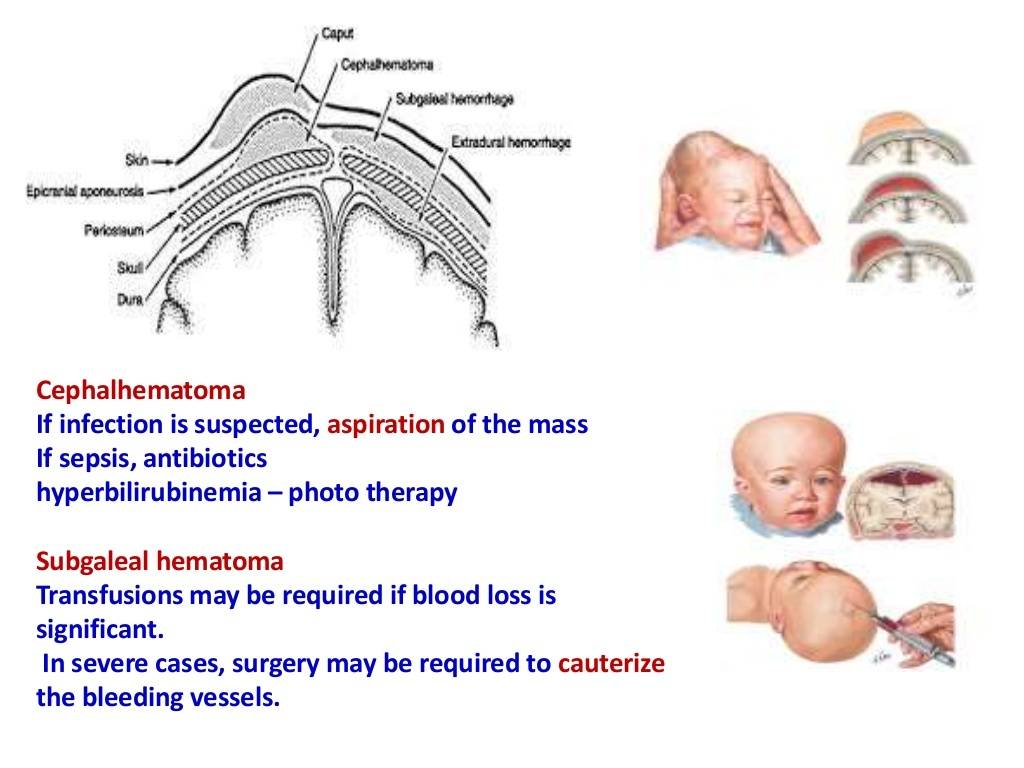 Caput
Cephalhematoma
Subgaleal hemorrhage
Extradural hemorrhage
Skin
Epicranial aponeurosis
Periosteum
Skull
Dura
Cephalhematoma
If infection is suspected, aspiration of the mass
If sepsis, antibiotics
hyperbilirubinemia – photo therapy
Subgaleal hematoma
Transfusions may be required if blood loss is
significant.
In severe cases, surgery may be required to cauterize
the bleeding vessels.